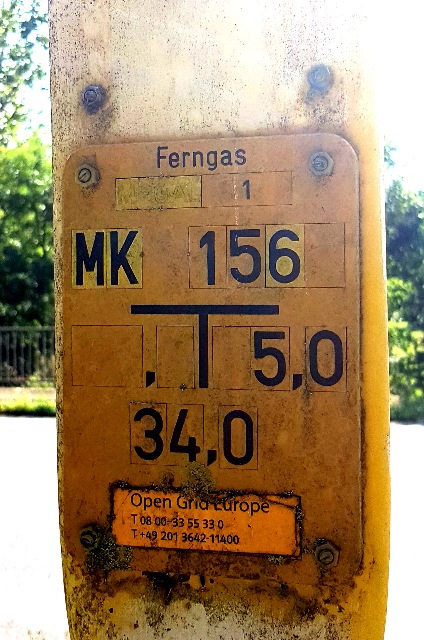 Ferngas
1
MK 156
, 5,0
34,0
Open Grid Europe
T 08 00-33 55 33 0
T +49 201 3642-11400